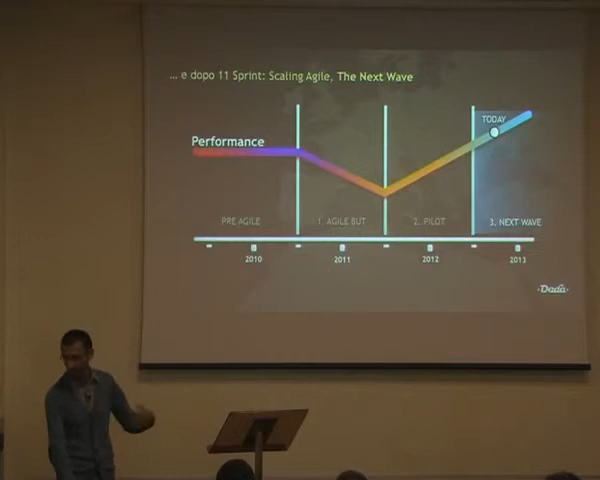 ... e dopo 11 Sprint: Scaling Agile, The Next Wave
TODAY
Performance
PRE AGILE
1. AGILE BUT
2. PILOT
3. NEXT WAVE
2010
2011
2012
2013
·Dada·